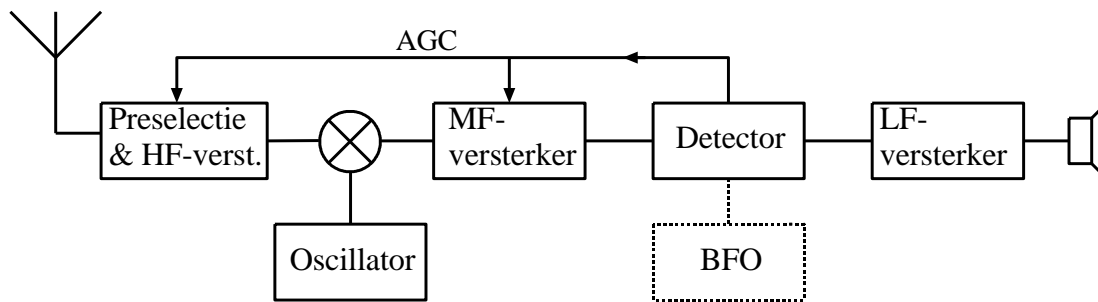 AGC
Preselectie
& HF-verst.
MF-
versterker
Detector
LF-
versterker
Oscillator
BFO